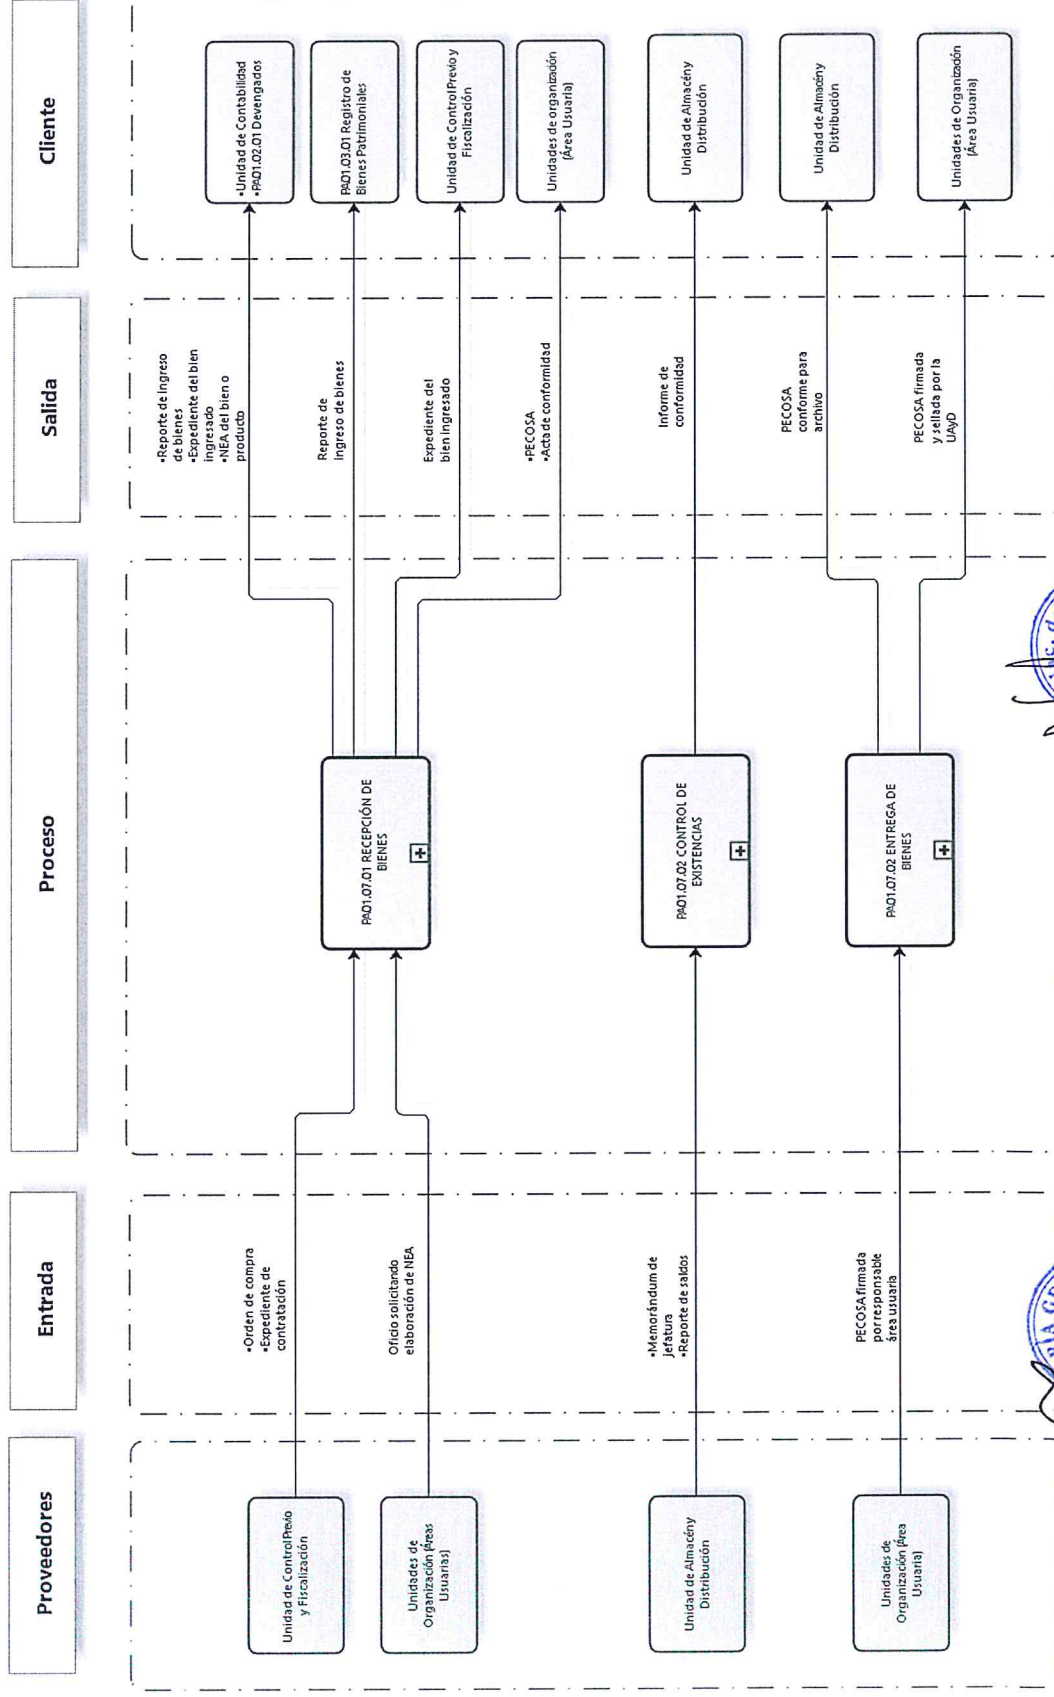 Proveedores
Entrada
Proceso
Salida
Cliente
Unidad de Control Previo
y Fiscalización
•Orden de compra
•Expediente de
contratación
Unidades de
Organización (Áreas
Usuarias)
Oficio solicitando
elaboración de NEA
PA01.07.01 RECEPCIÓN DE
BIENES
•Reporte de Ingreso
de bienes
•Expediente del bien
ingresado
•NEA del bien o
producto
•Unidad de Contabilidad
•PA01.02.01 Devengados
Reporte de
ingreso de bienes
PA01.03.01 Registro de
Bienes Patrimoniales
Expediente del
bien ingresado
Unidad de Control Previo y
Fiscalización
•PECOSA
•Acta de conformidad
Unidades de organización
(Área Usuaria)
Unidad de Almacén y
Distribución
•Memorándum de
jefatura
•Reporte de saldos
PA01.07.02 CONTROL DE
EXISTENCIAS
Informe de
conformidad
Unidad de Almacén y
Distribución
Unidades de
Organización (Área
Usuaria)
PECOSA firmada
por responsable
área usuaria
PA01.07.02 ENTREGA DE
BIENES
PECOSA
conforme para
archivo
Unidad de Almacén y
Distribución
PECOSA firmada
y sellada por la
UAyD
Unidades de Organización
(Área Usuaria)